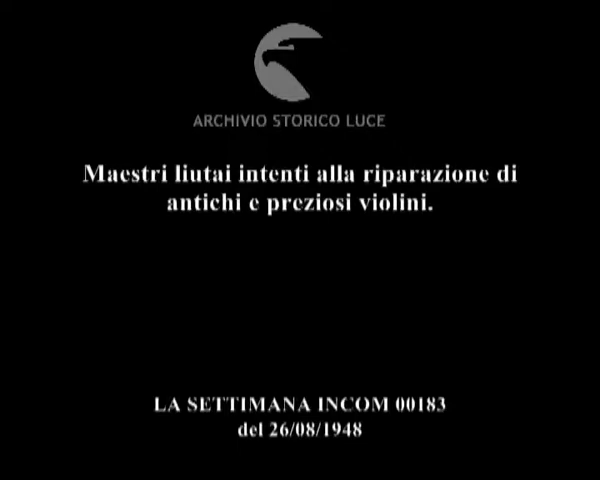 ARCHIVIO STORICO LUCE
Maestri liutai intenti alla riparazione di
antichi e preziosi violini.
LA SETTIMANA INCOM 00183
del 26/08/1948